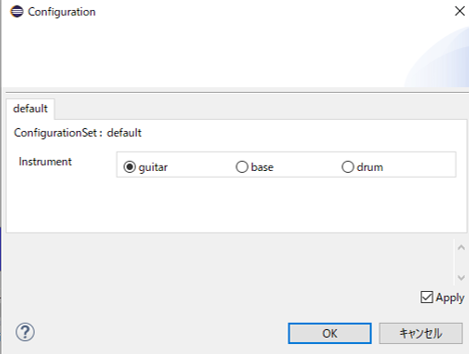 Configuration
default
ConfigurationSet : default
Instrument
guitar
base
drum
Apply
OK
キャンセル